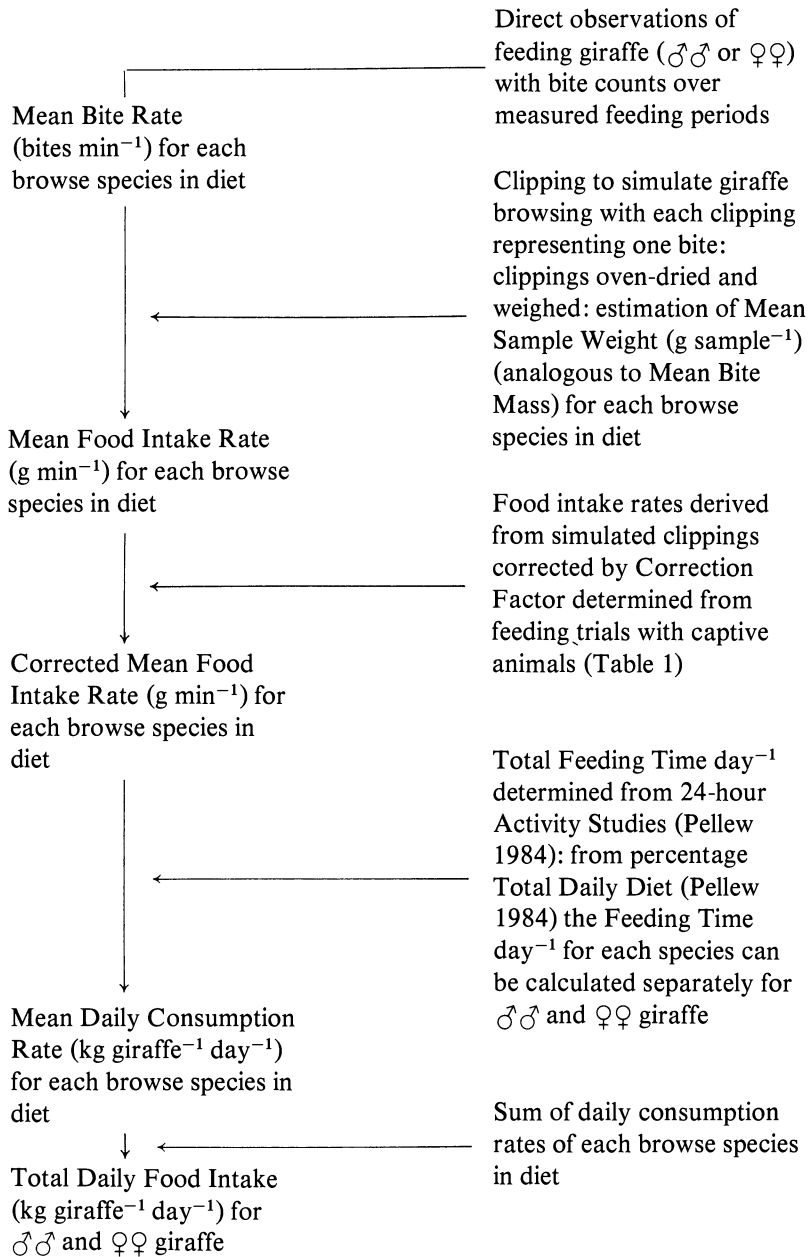 Direct observations of
feeding giraffe (♂♂ or ♀♀)
with bite counts over
measured feeding periods
Mean Bite Rate
(bites min⁻¹) for each
browse species in diet
Clipping to simulate giraffe
browsing with each clipping
representing one bite:
clippings oven-dried and
weighed: estimation of Mean
Sample Weight (g sample⁻¹)
(analogous to Mean Bite
Mass) for each browse
species in diet
Mean Food Intake Rate
(g min⁻¹) for each browse
species in diet
Food intake rates derived
from simulated clippings
corrected by Correction
Factor determined from
feeding trials with captive
animals (Table 1)
Corrected Mean Food
Intake Rate (g min⁻¹) for
each browse species in
diet
Total Feeding Time day⁻¹
determined from 24-hour
Activity Studies (Pellew
1984): from percentage
Total Daily Diet (Pellew
1984) the Feeding Time
day⁻¹ for each species can
be calculated separately for
♂♂ and ♀♀ giraffe
Mean Daily Consumption
Rate (kg giraffe⁻¹ day⁻¹)
for each browse species in
diet
Sum of daily consumption
rates of each browse species
in diet
Total Daily Food Intake
(kg giraffe⁻¹ day⁻¹) for
♂♂ and ♀♀ giraffe